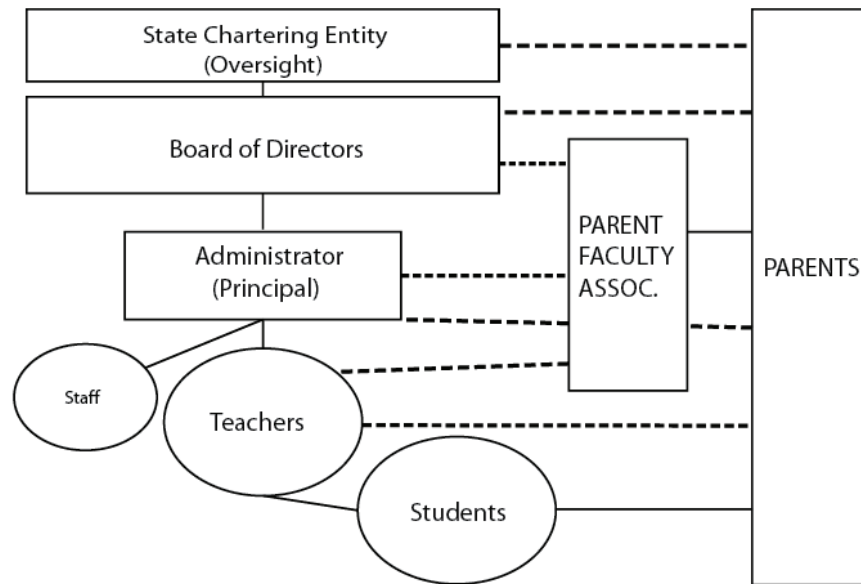 State Chartering Entity
(Oversight)
Board of Directors
PARENT
FACULTY
ASSOC.
PARENTS
Administrator
(Principal)
Staff
Teachers
Students